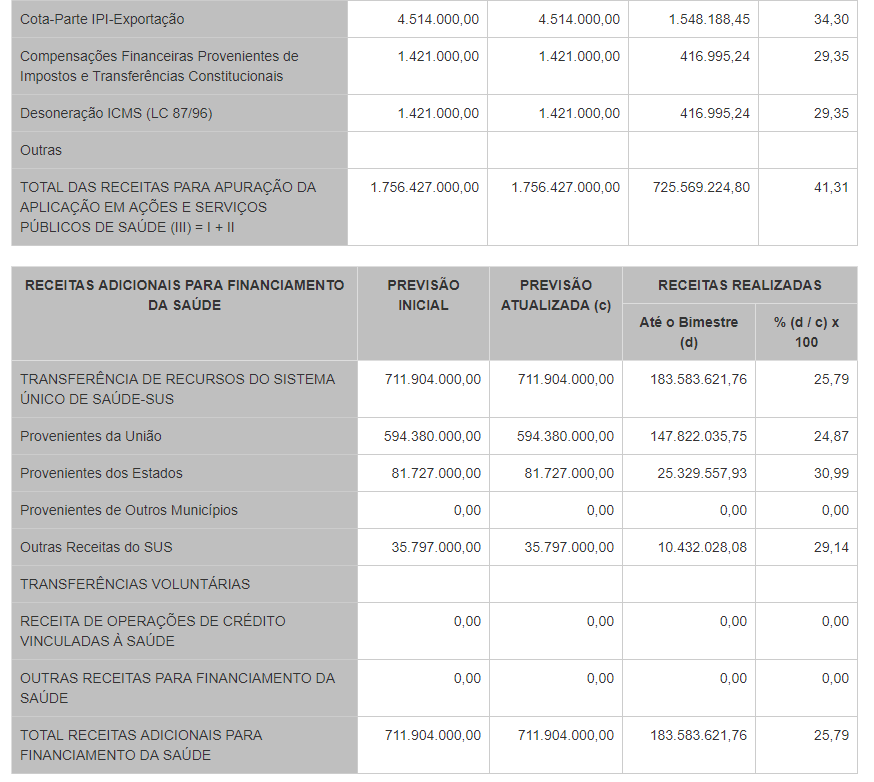 Cota-Parte IPI-Exportação 4.514.000,00 4.514.000,00 1.548.188,45 34,30
Compensações Financeiras Provenientes de 1.421.000,00 1.421.000,00 416.995,24 29,35
Impostos e Transferências Constitucionais
Desoneração ICMS (LC 87/96) 1.421.000,00 1.421.000,00 416.995,24 29,35
Outras
TOTAL DAS RECEITAS PARA APURAÇÃO DA 1.756.427.000,00 1.756.427.000,00 725.569.224,80 41,31
APLICAÇÃO EM AÇÕES E SERVIÇOS
PÚBLICOS DE SAÚDE (III) = I + II
RECEITAS ADICIONAIS PARA FINANCIAMENTO PREVISÃO PREVISÃO RECEITAS REALIZADAS
DA SAÚDE INICIAL ATUALIZADA (c)
Até o Bimestre % (d / c) x
(d) 100
TRANSFERÊNCIA DE RECURSOS DO SISTEMA 711.904.000,00 711.904.000,00 183.583.621,76 25,79
ÚNICO DE SAÚDE-SUS
Provenientes da União 594.380.000,00 594.380.000,00 147.822.035,75 24,87
Provenientes dos Estados 81.727.000,00 81.727.000,00 25.329.557,93 30,99
Provenientes de Outros Municípios 0,00 0,00 0,00 0,00
Outras Receitas do SUS 35.797.000,00 35.797.000,00 10.432.028,08 29,14
TRANSFERÊNCIAS VOLUNTÁRIAS
RECEITA DE OPERAÇÕES DE CRÉDITO 0,00 0,00 0,00 0,00
VINCULADAS À SAÚDE
OUTRAS RECEITAS PARA FINANCIAMENTO DA 0,00 0,00 0,00 0,00
SAÚDE
TOTAL RECEITAS ADICIONAIS PARA 711.904.000,00 711.904.000,00 183.583.621,76 25,79
FINANCIAMENTO DA SAÚDE